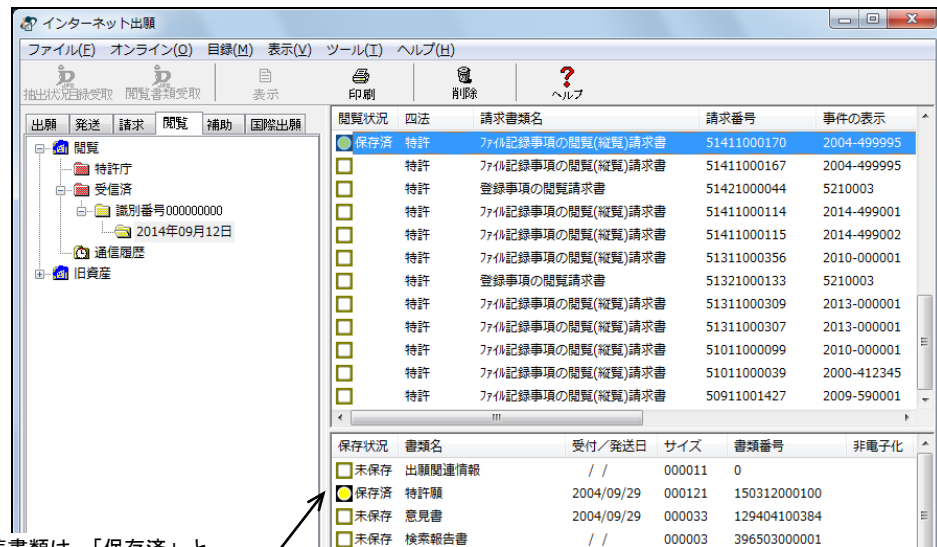 インターネット出願
ファイル(F) オンライン(O) 目録(M) 表示(V) ツール(T) ヘルプ(H)
抽出状況目録受取 閲覧書類受取 表示 印刷 削除 ヘルプ
出願 発送 請求 閲覧 補助 国際出願
閲覧
特許庁
受信済
識別番号000000000
2014年09月12日
通信履歴
旧資産
閲覧状況 四法 請求書類名 請求番号 事件の表示
保存済 特許 ファイル記録事項の閲覧(縦覧)請求書 51411000170 2004-499995
特許 ファイル記録事項の閲覧(縦覧)請求書 51411000167 2004-499995
特許 登録事項の閲覧請求書 51421000044 5210003
特許 ファイル記録事項の閲覧(縦覧)請求書 51411000114 2014-499001
特許 ファイル記録事項の閲覧(縦覧)請求書 51411000115 2014-499002
特許 ファイル記録事項の閲覧(縦覧)請求書 51311000356 2010-000001
特許 登録事項の閲覧請求書 51321000133 5210003
特許 ファイル記録事項の閲覧(縦覧)請求書 51311000309 2013-000001
特許 ファイル記録事項の閲覧(縦覧)請求書 51311000307 2013-000001
特許 ファイル記録事項の閲覧(縦覧)請求書 51011000099 2010-000001
特許 ファイル記録事項の閲覧(縦覧)請求書 51011000039 2000-412345
特許 ファイル記録事項の閲覧(縦覧)請求書 50911001427 2009-590001
保存状況 書類名 受付/発送日 サイズ 書類番号 非電子化
未保存 出願関連情報 / / 000011 0
保存済 特許願 2004/09/29 000121 150312000100
未保存 意見書 2004/09/29 000033 129404100384
未保存 検索報告書 / / 000003 396503000001
書類は、「保存済」と